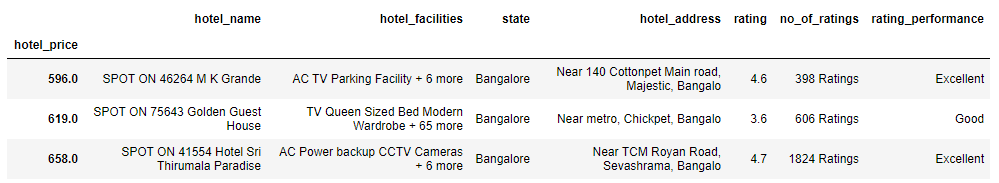 hotel_name hotel_facilities state hotel_address rating no_of_ratings rating_performance
hotel_price
596.0 SPOT ON 46264 M K Grande AC TV Parking Facility + 6 more Bangalore Near 140 Cottonpet Main road, Majestic, Bangalo 4.6 398 Ratings Excellent
619.0 SPOT ON 75643 Golden Guest House TV Queen Sized Bed Modern Wardrobe + 65 more Bangalore Near metro, Chickpet, Bangalo 3.6 606 Ratings Good
658.0 SPOT ON 41554 Hotel Sri Thirumala Paradise AC Power backup CCTV Cameras + 6 more Bangalore Near TCM Royan Road, Sevashrama, Bangalo 4.7 1824 Ratings Excellent